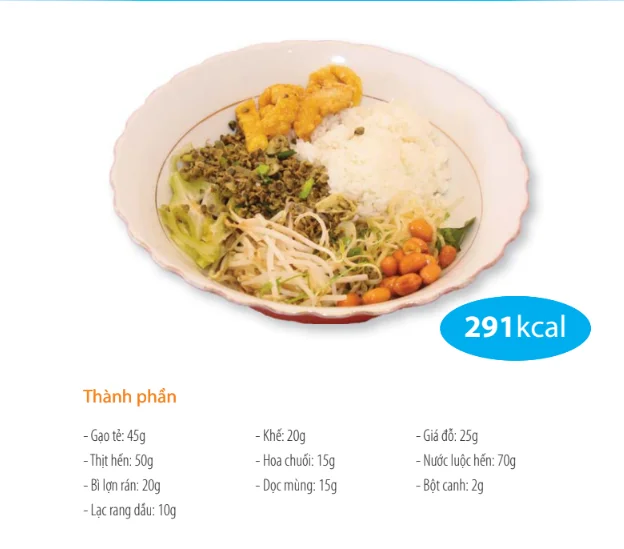 291kcal
Thành phần
- Gạo tẻ: 45g
- Thịt hến: 50g
- Bì lợn rán: 20g
- Lạc rang dầu: 10g
- Khế: 20g
- Hoa chuối: 15g
- Dọc mùng: 15g
- Giá đỗ: 25g
- Nước luộc hến: 70g
- Bột canh: 2g